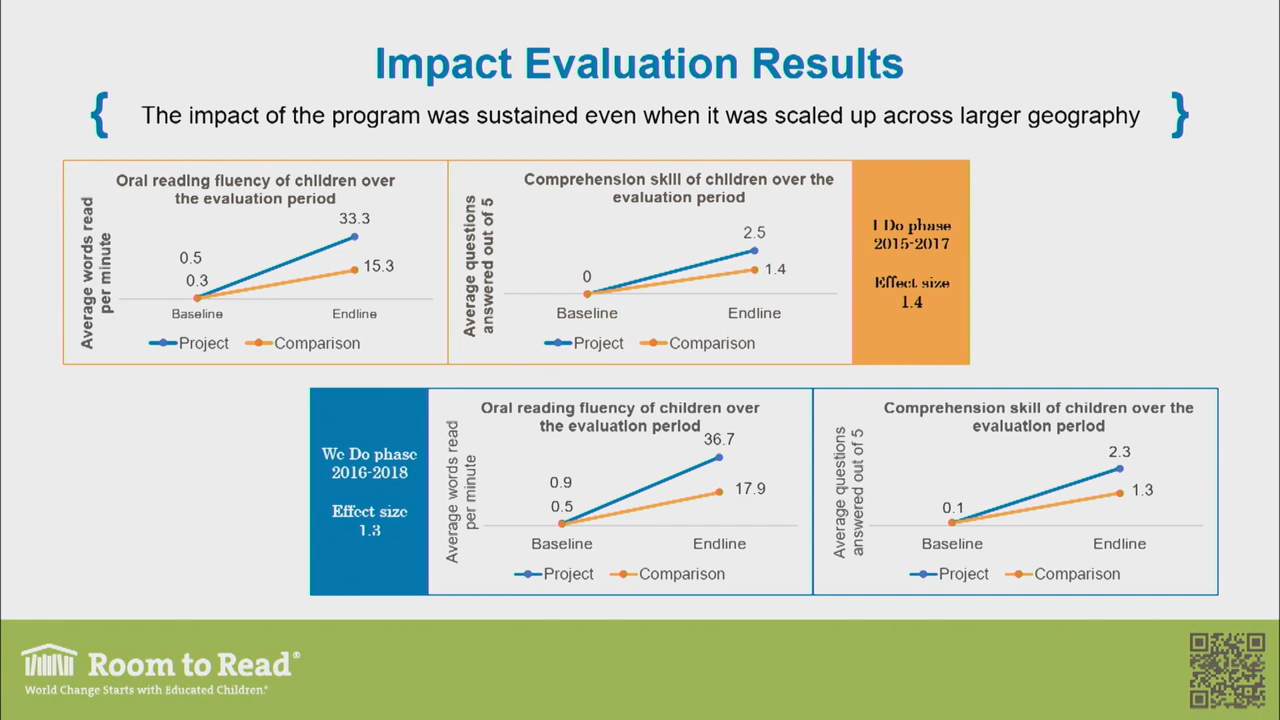 Impact Evaluation Results
{ The impact of the program was sustained even when it was scaled up across larger geography }
Average words read
per minute
Oral reading fluency of children over
the evaluation period
33.3
0.5
15.3
0.3
Baseline
Endline
Project
Comparison
Average questions
answered out of 5
Comprehension skill of children over the
evaluation period
2.5
0
1.4
Baseline
Endline
Project
Comparison
I Do phase
2015-2017
Effect size
1.4
We Do phase
2016-2018
Effect size
1.3
Average words read
per minute
Oral reading fluency of children over
the evaluation period
36.7
0.9
17.9
0.5
Baseline
Endline
Project
Comparison
Average questions
answered out of 5
Comprehension skill of children over the
evaluation period
2.3
1.3
0.1
Baseline
Endline
Project
Comparison
Room to Read®
World Change Starts with Educated Children.®